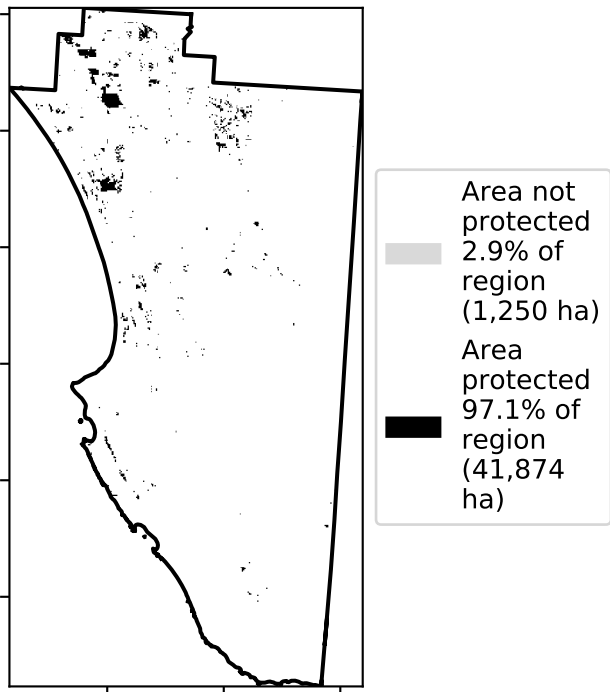 Area not
protected
2.9% of
region
(1,250 ha)
Area
protected
97.1% of
region
(41,874
ha)